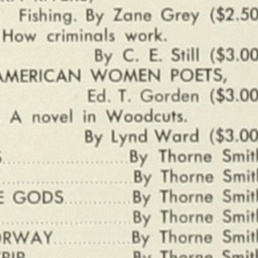 Fishing. By Zane Grey ($2.50
How criminals work.
By C. E. Still ($3.00
AMERICAN WOMEN POETS,
Ed. T. Gorden ($3.00
A novel in Woodcuts.
By Lynd Ward ($3.00
S By Thorne Smith
By Thorne Smith
E GODS By Thorne Smith
By Thorne Smith
ORWAY By Thorne Smith
By Thorne Smith